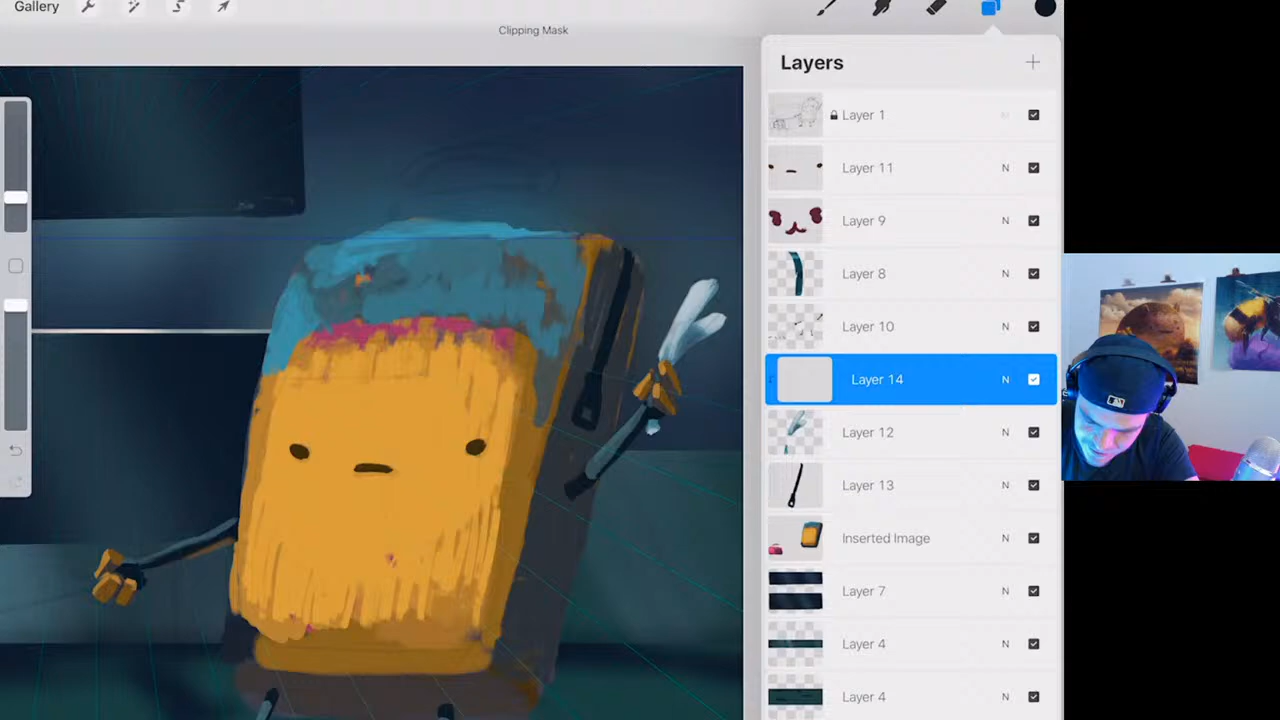 Gallery
Clipping Mask
Layers
Layer 1
Layer 11 N
Layer 9 N
Layer 8 N
Layer 10 N
Layer 14 N
Layer 12 N
Layer 13 N
Inserted Image N
Layer 7 N
Layer 4 N
Layer 4 N